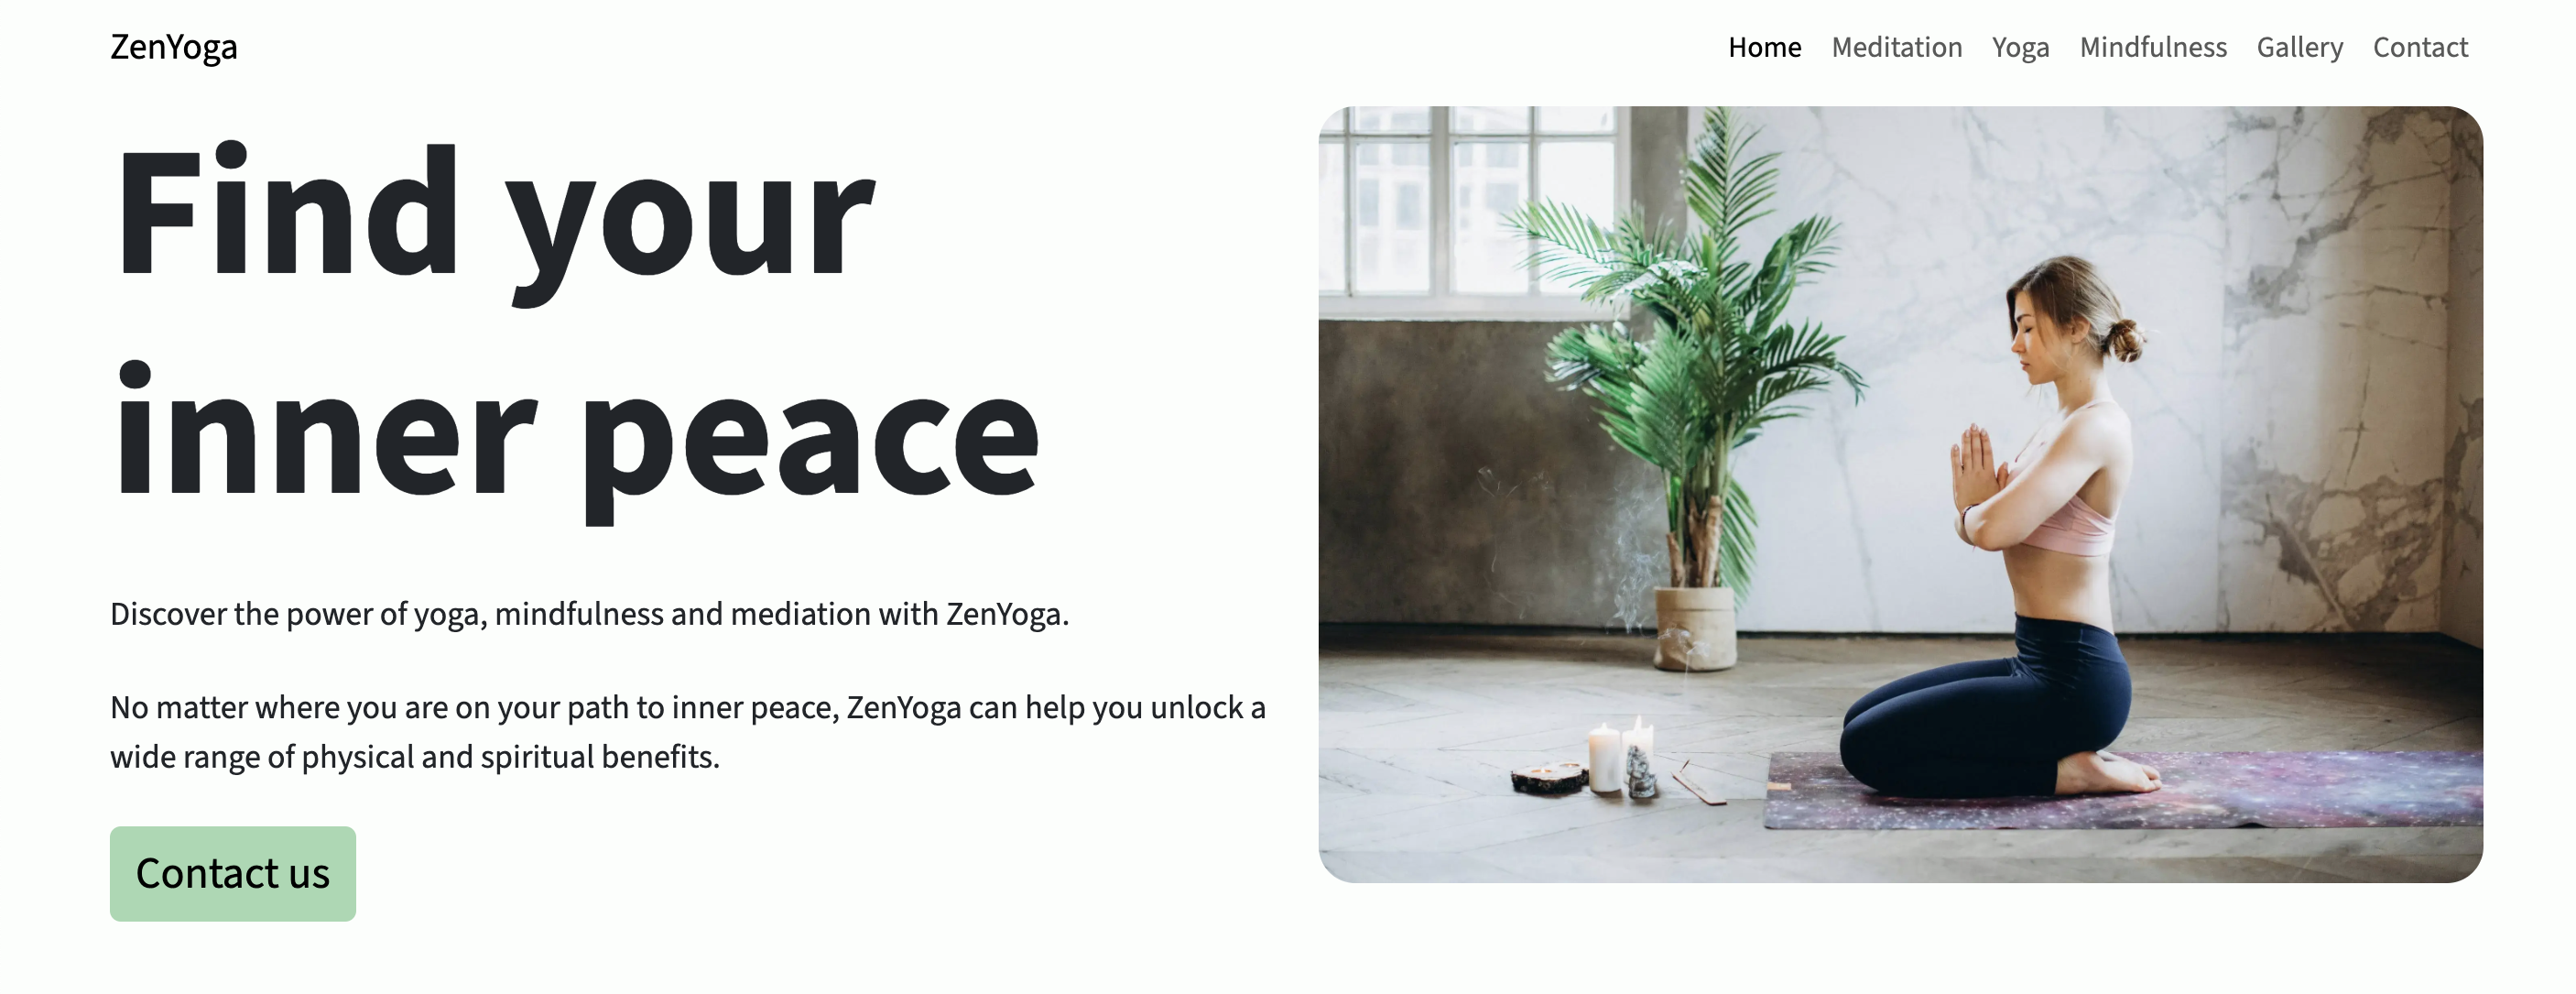 ZenYoga
Home Meditation Yoga Mindfulness Gallery Contact
Find your
inner peace
Discover the power of yoga, mindfulness and mediation with ZenYoga.
No matter where you are on your path to inner peace, ZenYoga can help you unlock a
wide range of physical and spiritual benefits.
Contact us